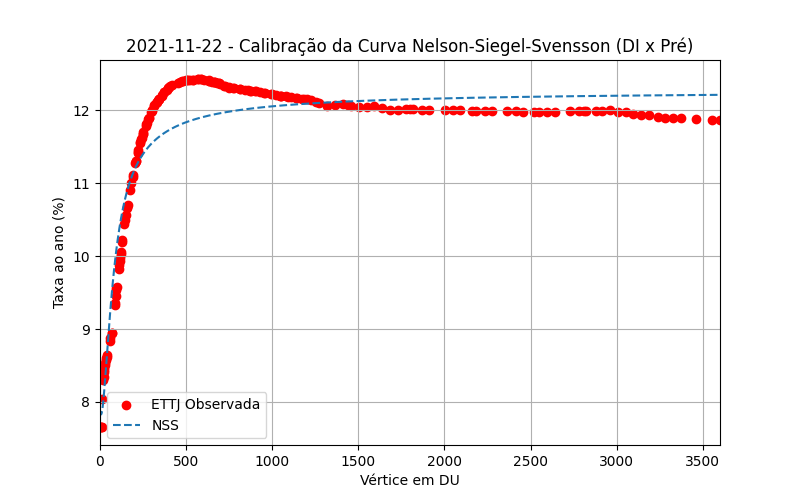 2021-11-22 - Calibração da Curva Nelson-Siegel-Svensson (DI x Pré)
Taxa ao ano (%)
12
11
10
9
8
ETTJ Observada
NSS
0
500
1000
1500
2000
2500
3000
3500
Vértice em DU